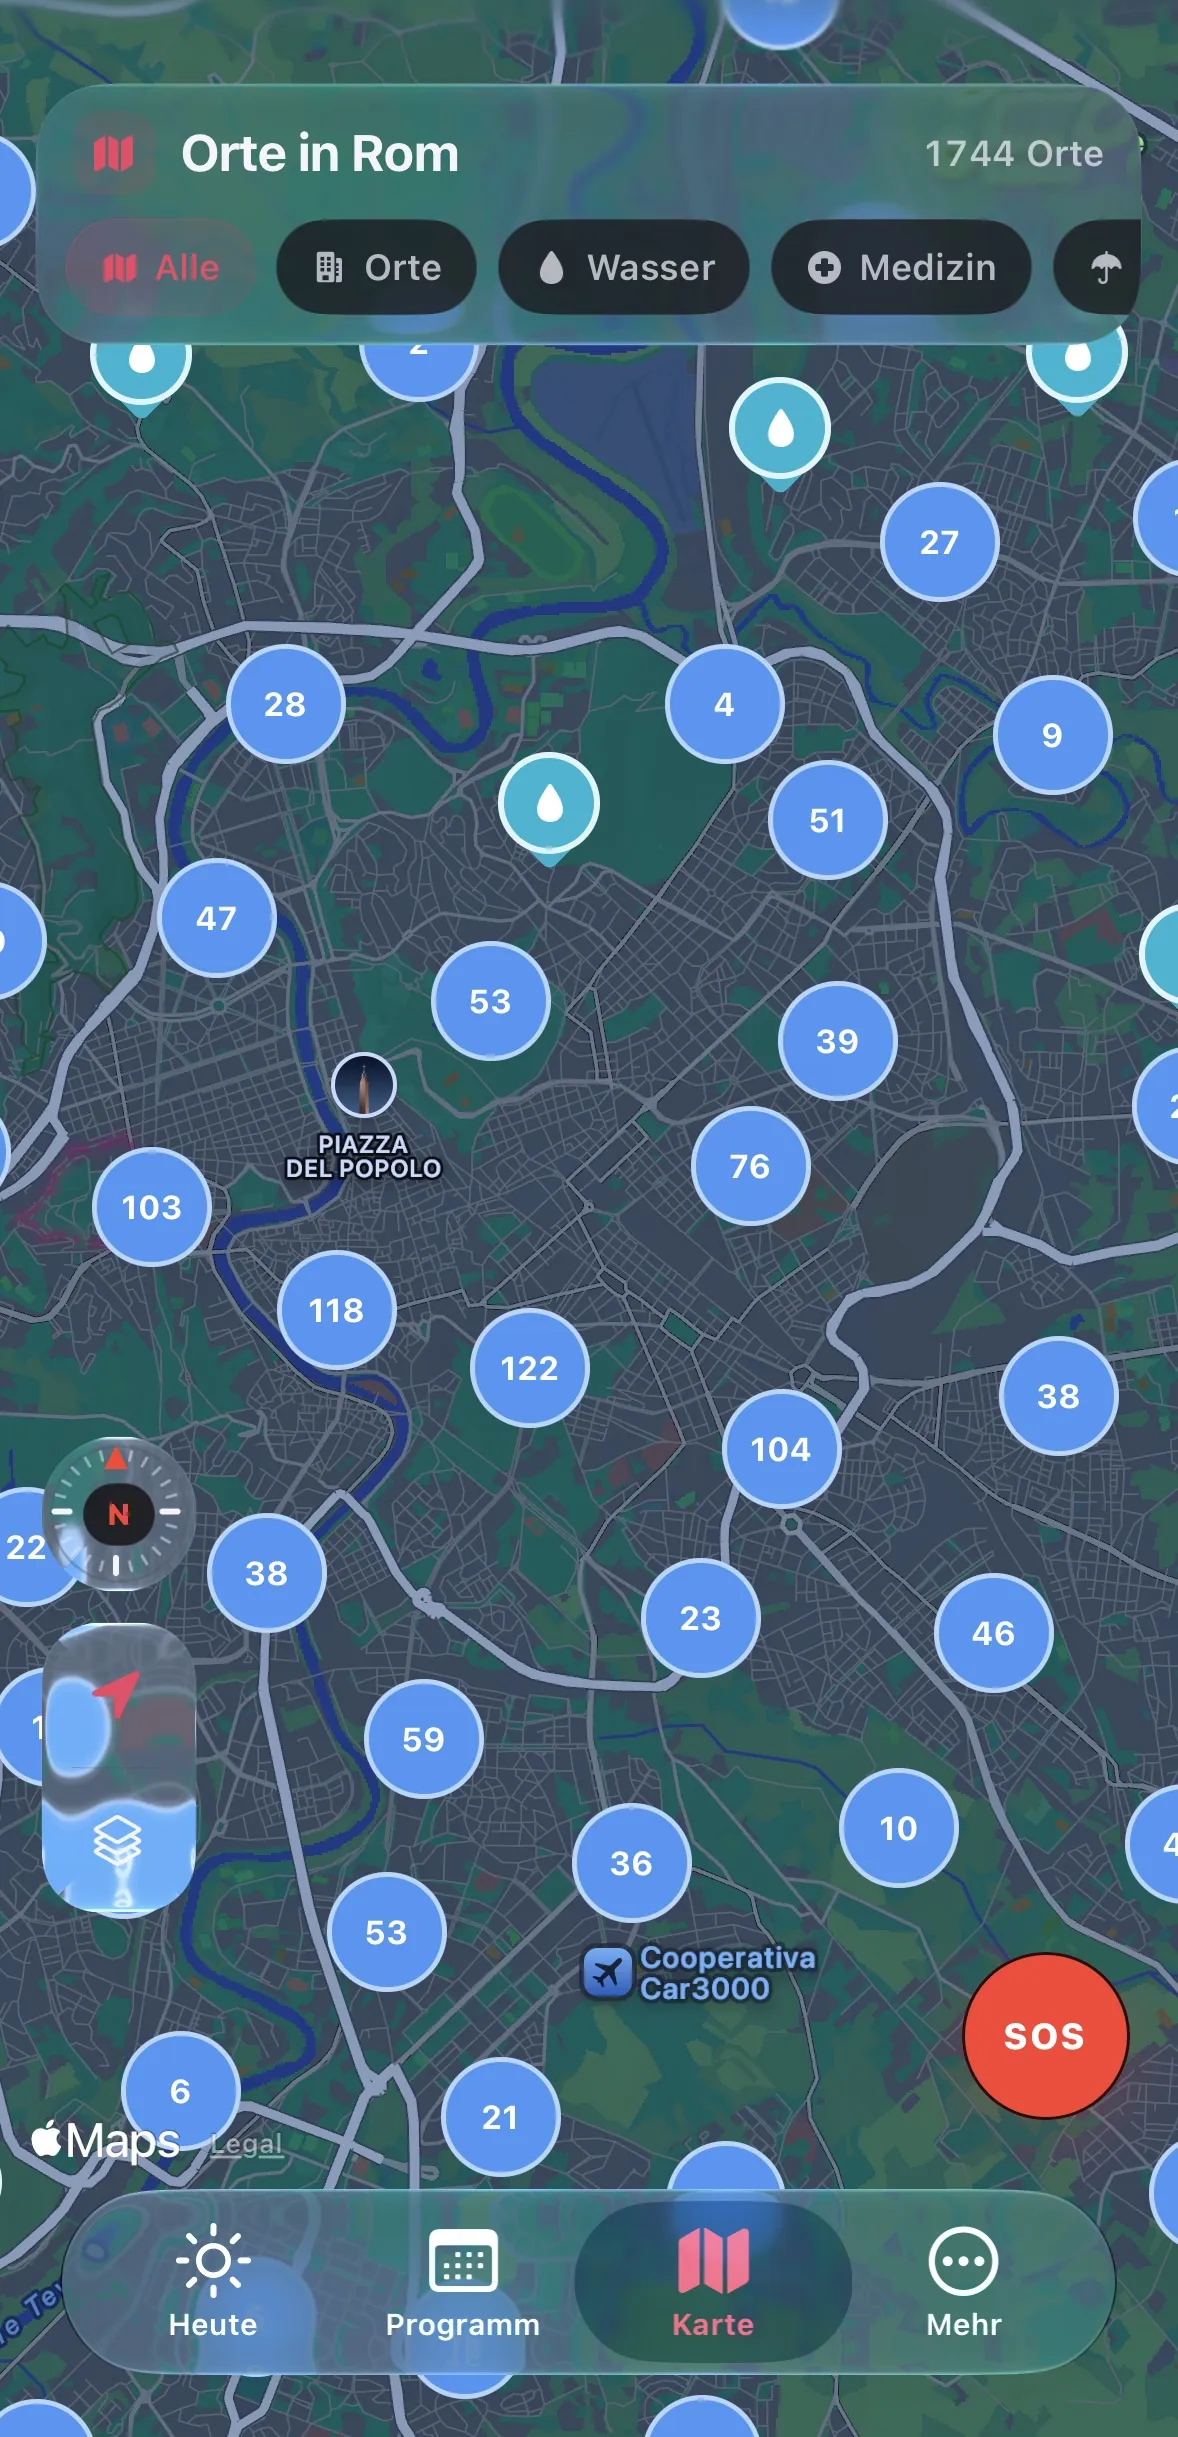 Orte in Rom
1744 Orte
Alle
Orte
Wasser
Medizin
27
28
4
9
51
47
53
39
PIAZZA
DEL POPOLO
76
103
118
122
38
104
N
22
38
23
46
59
10
36
53
Cooperativa
Car3000
SOS
6
21
Maps
Legal
Heute
Programm
Karte
Mehr